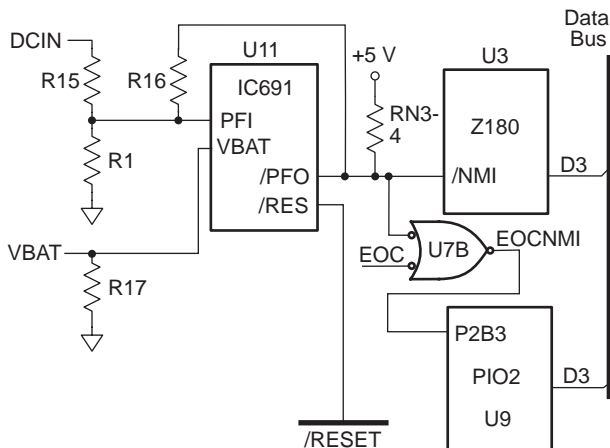 Data
Bus
DCIN
U11
+5 V
U3
R15
R16
IC691
RN3-
4
Z180
PFI
VBAT
R1
/PFO
/NMI
D3
/RES
EOC
U7B
EOCNMI
VBAT
R17
P2B3
PIO2
D3
U9
/RESET